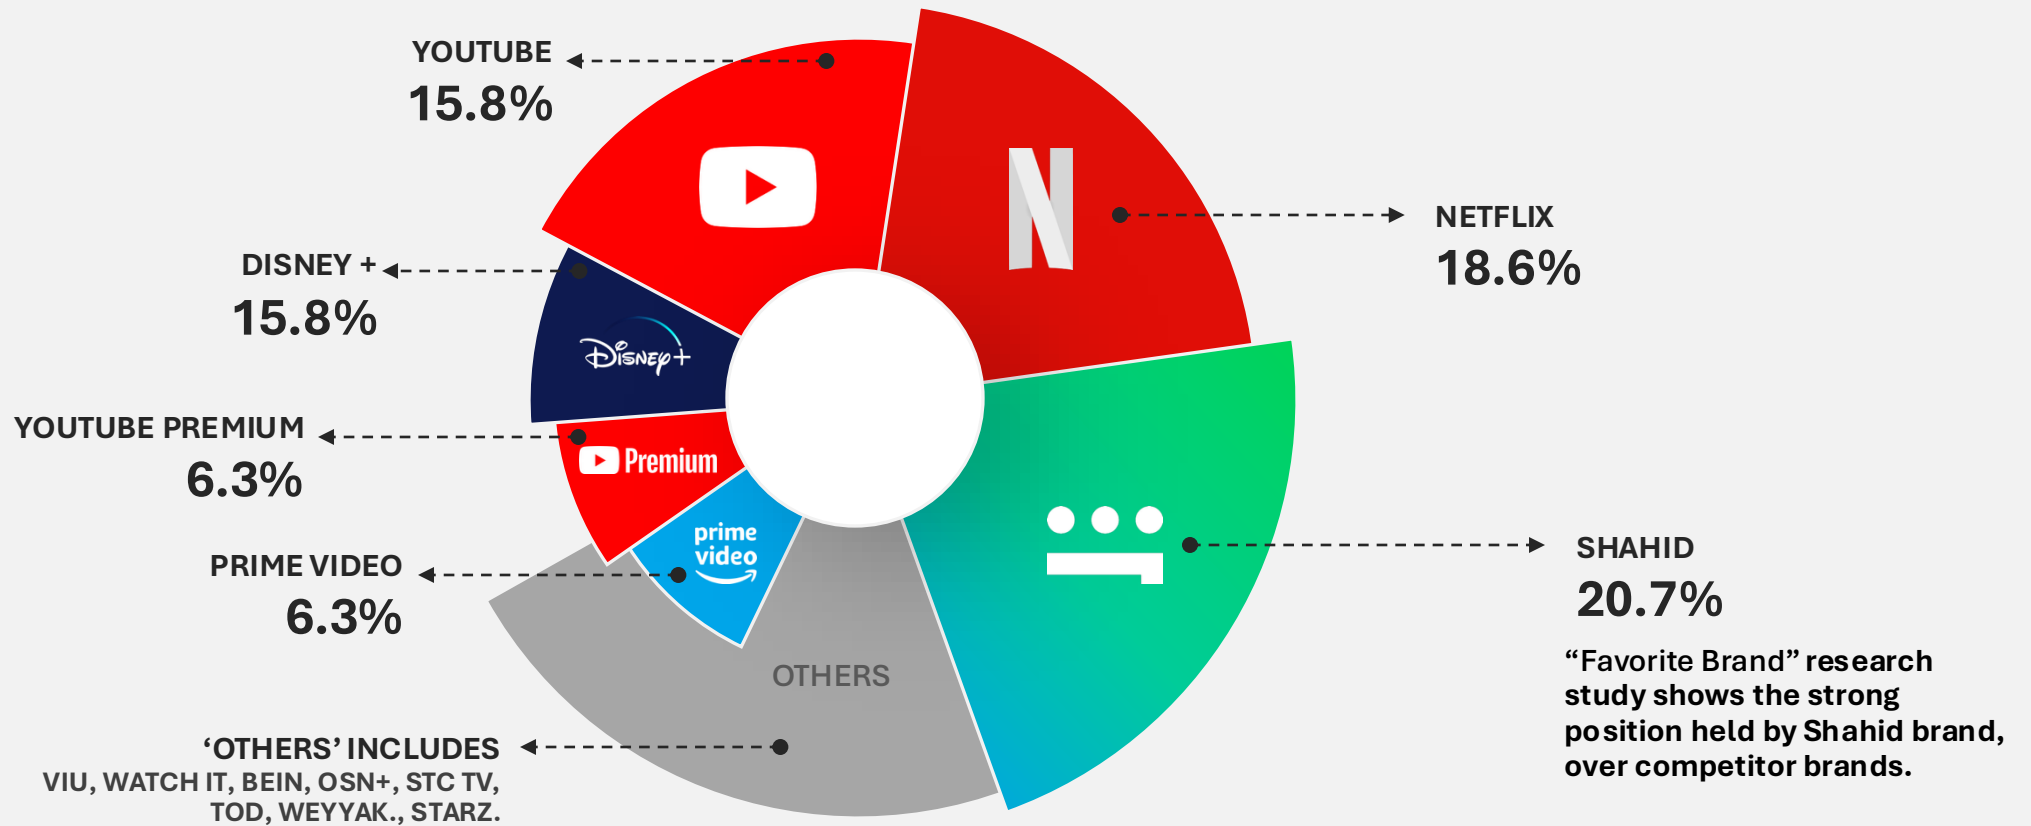 YOUTUBE
15.8%
NETFLIX
18.6%
DISNEY +
15.8%
Disney+
YOUTUBE PREMIUM
6.3%
Premium
prime
video
PRIME VIDEO
6.3%
SHAHID
20.7%
“Favorite Brand” research
study shows the strong
position held by Shahid brand,
over competitor brands.
OTHERS
‘OTHERS’ INCLUDES
VIU, WATCH IT, BEIN, OSN+, STC TV,
TOD, WEYYAK., STARZ.
N